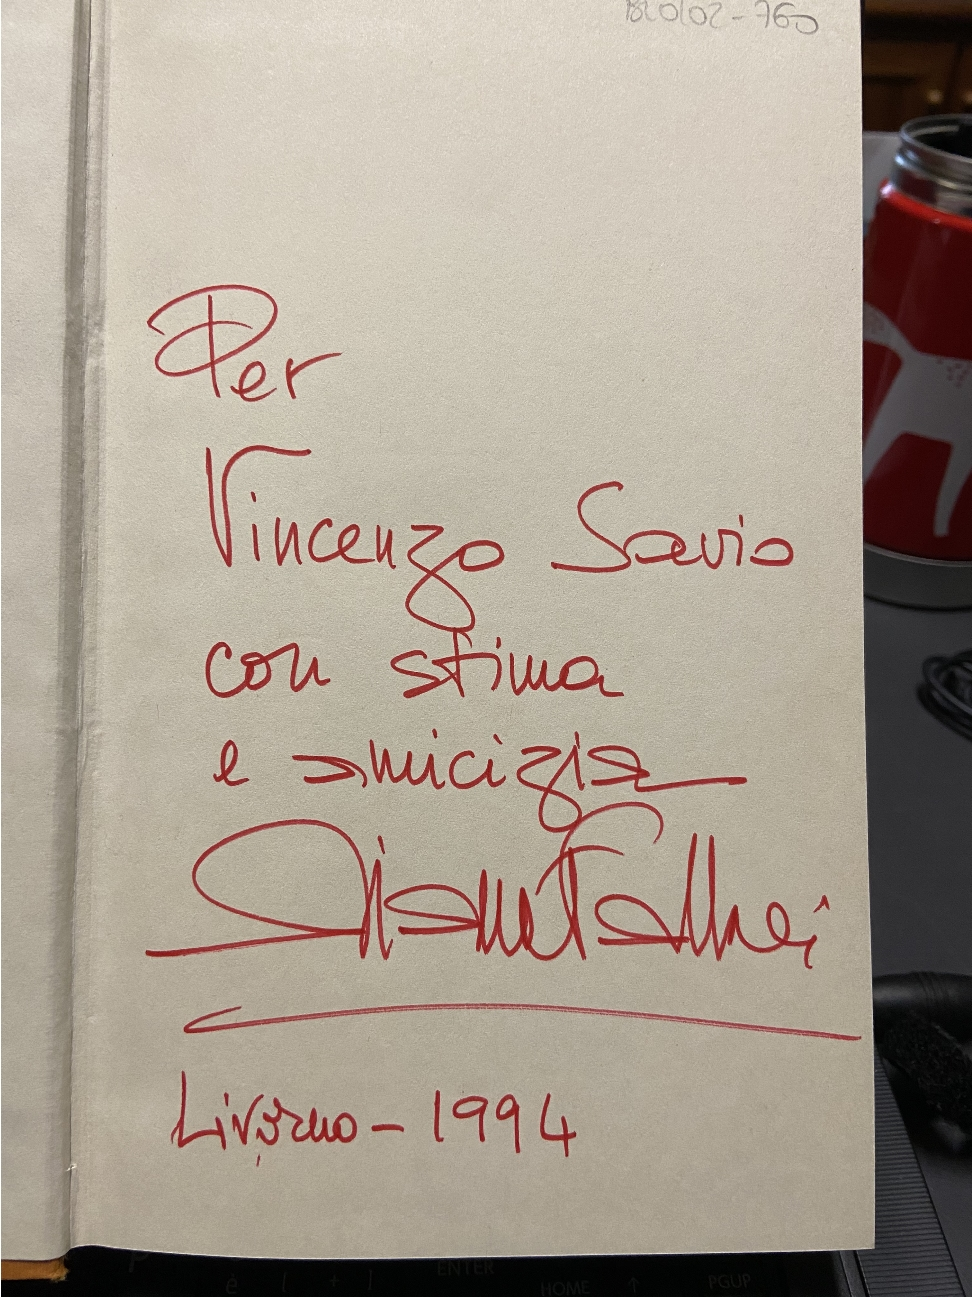 Per
Vincenzo Savio
con stima
e amicizia
Livorno - 1994
ENTER
HOME ↑ PGUP